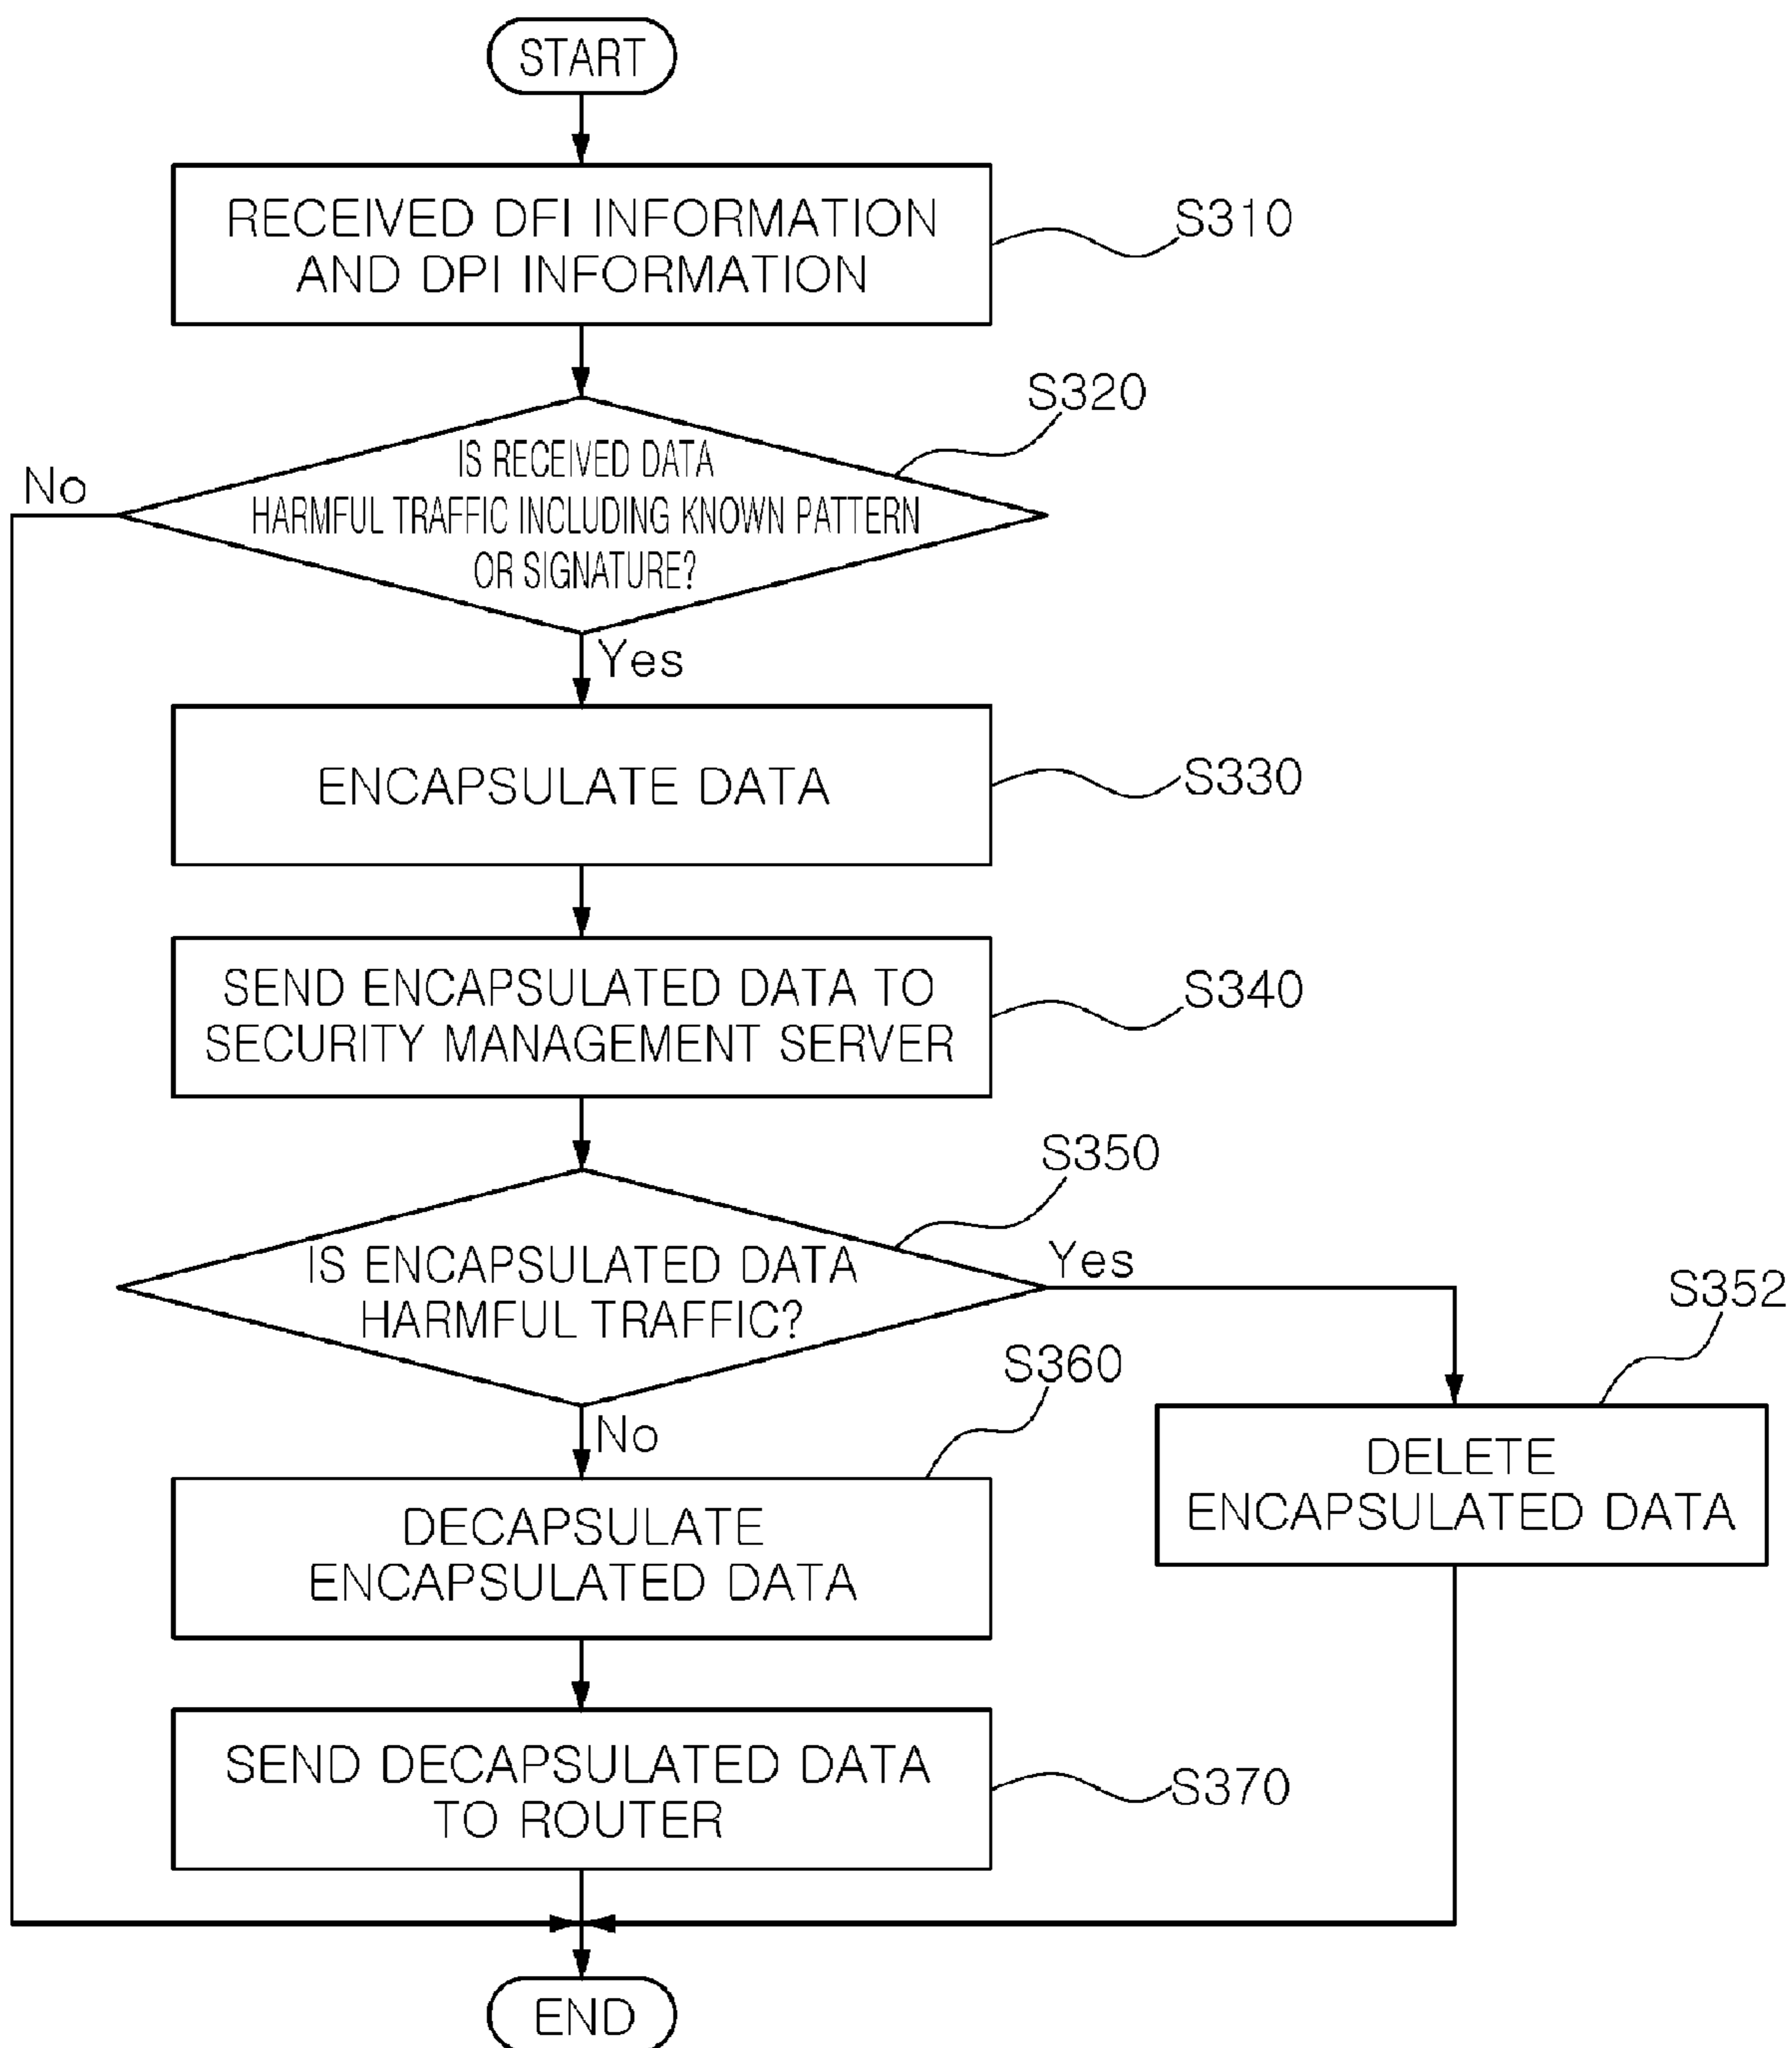 START
RECEIVED DFI INFORMATION
AND DPI INFORMATION
S310
S320
IS RECEIVED DATA
HARMFUL TRAFFIC INCLUDING KNOWN PATTERN
OR SIGNATURE?
No
Yes
ENCAPSULATE DATA
S330
SEND ENCAPSULATED DATA TO
SECURITY MANAGEMENT SERVER
S340
S350
IS ENCAPSULATED DATA
HARMFUL TRAFFIC?
Yes
S352
DELETE
ENCAPSULATED DATA
No
S360
DECAPSULATE
ENCAPSULATED DATA
SEND DECAPSULATED DATA
TO ROUTER
S370
END